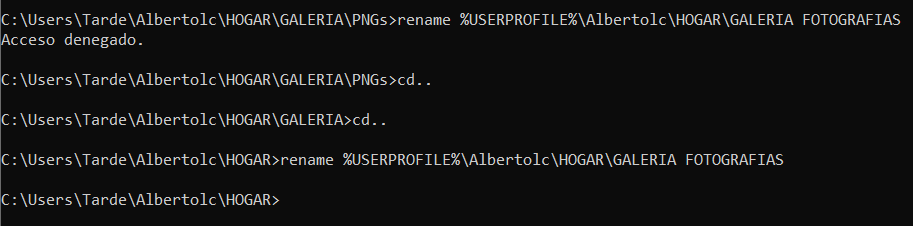 C:\Users\Tarde\Albertolc\HOGAR\GALERIA\PNGs>rename %USERPROFILE%\Albertolc\HOGAR\GALERIA FOTOGRAFIAS
Acceso denegado.
C:\Users\Tarde\Albertolc\HOGAR\GALERIA\PNGs>cd..
C:\Users\Tarde\Albertolc\HOGAR\GALERIA>cd..
C:\Users\Tarde\Albertolc\HOGAR>rename %USERPROFILE%\Albertolc\HOGAR\GALERIA FOTOGRAFIAS
C:\Users\Tarde\Albertolc\HOGAR>